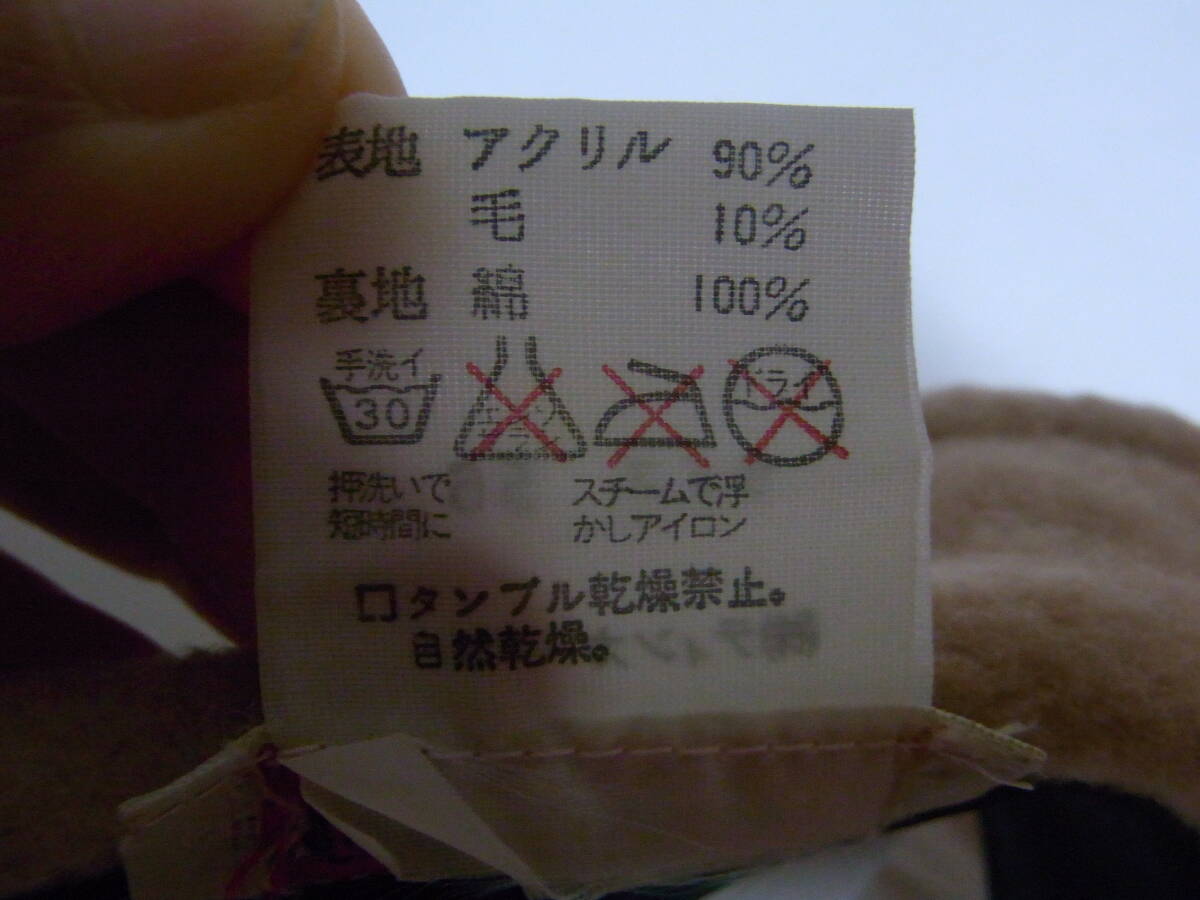 表地 アクリル 90%
毛 10%
裏地 綿 100%
手洗イ
30
ドライ
押洗いで
短時間に
スチームで浮
かしアイロン
□タンブル乾燥禁止。
自然乾燥。